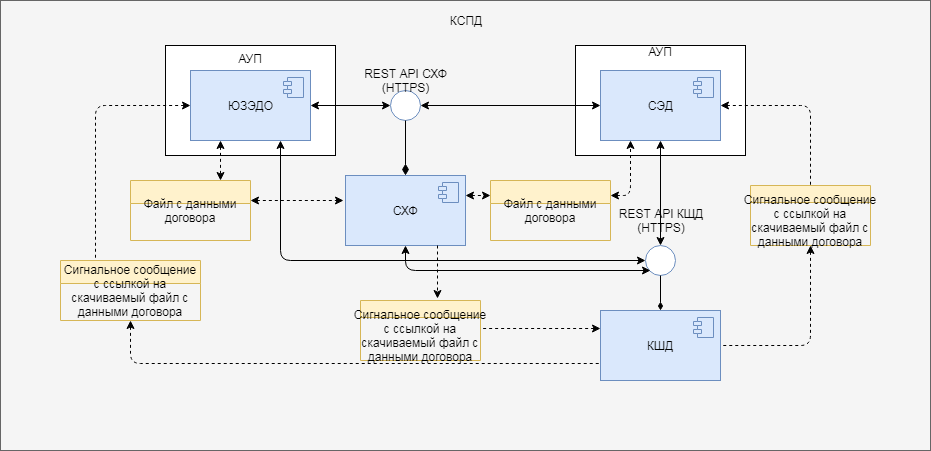 КСПД
АУП
АУП
ЮЗЭДО
REST API СХФ
(HTTPS)
СЭД
СХФ
Файл с данными
договора
Файл с данными
договора
REST API КЩД
(HTTPS)
Сигнальное сообщение
с ссылкой на
скачиваемый файл с
данными договора
Сигнальное сообщение
с ссылкой на
скачиваемый файл с
данными договора
Сигнальное сообщение
с ссылкой на
скачиваемый файл с
данными договора
КШД